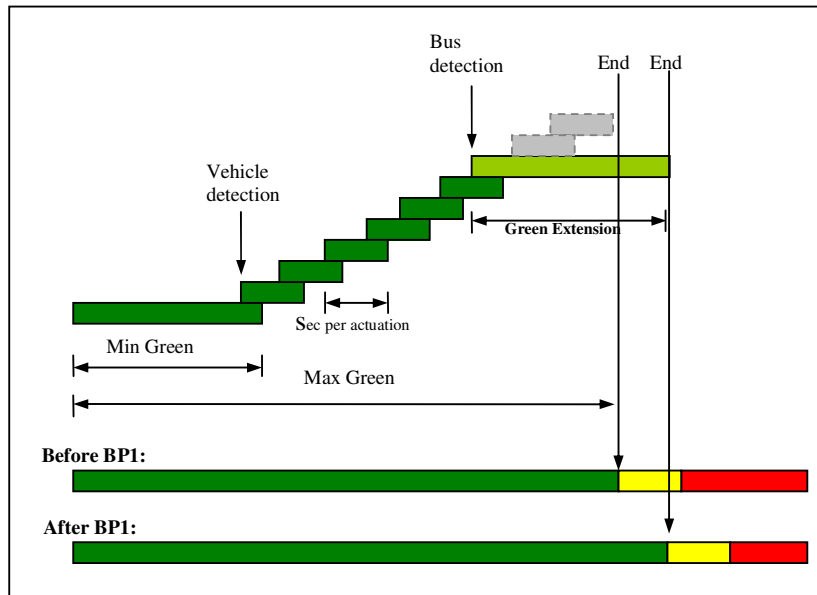 Bus
detection
End End
Vehicle
detection
Green Extension
Sec per actuation
Min Green
Max Green
Before BP1:
After BP1: